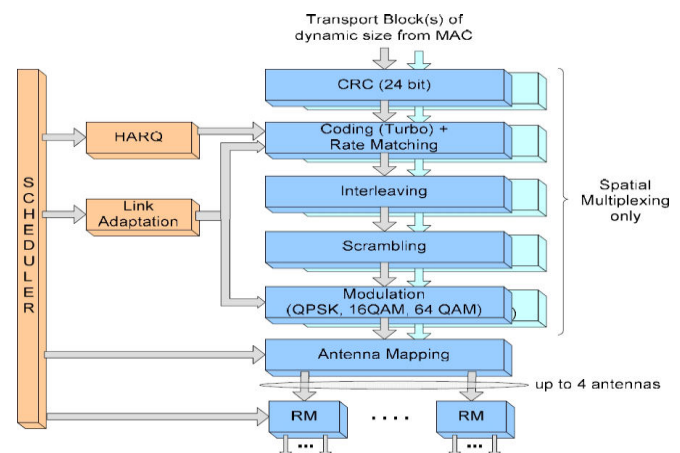 Transport Block(s) of
dynamic size from MAC
CRC (24 bit)
HARQ
Coding (Turbo) +
Rate Matching
SCHEDULER
Link
Adaptation
Interleaving
Spatial
Multiplexing
only
Scrambling
Modulation
(QPSK, 16QAM, 64 QAM) )
Antenna Mapping
up to 4 antennas
RM
. . . .
RM
...
...